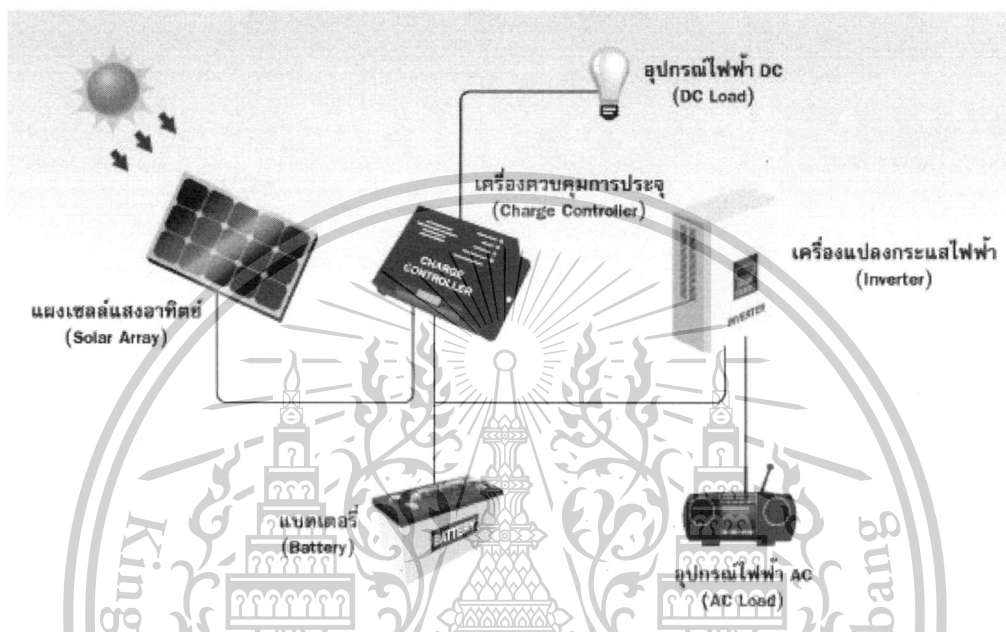 อุปกรณ์ไฟฟ้า DC
(DC Load)
เครื่องควบคุมการประจุ
(Charge Controller)
CHARGE
CONTROLLER
เครื่องแปลงกระแสไฟฟ้า
(Inverter)
INVERTER
แผงเซลล์แสงอาทิตย์
(Solar Array)
แบตเตอรี่
(Battery)
BATTERY
อุปกรณ์ไฟฟ้า AC
(AC Load)
King
bang